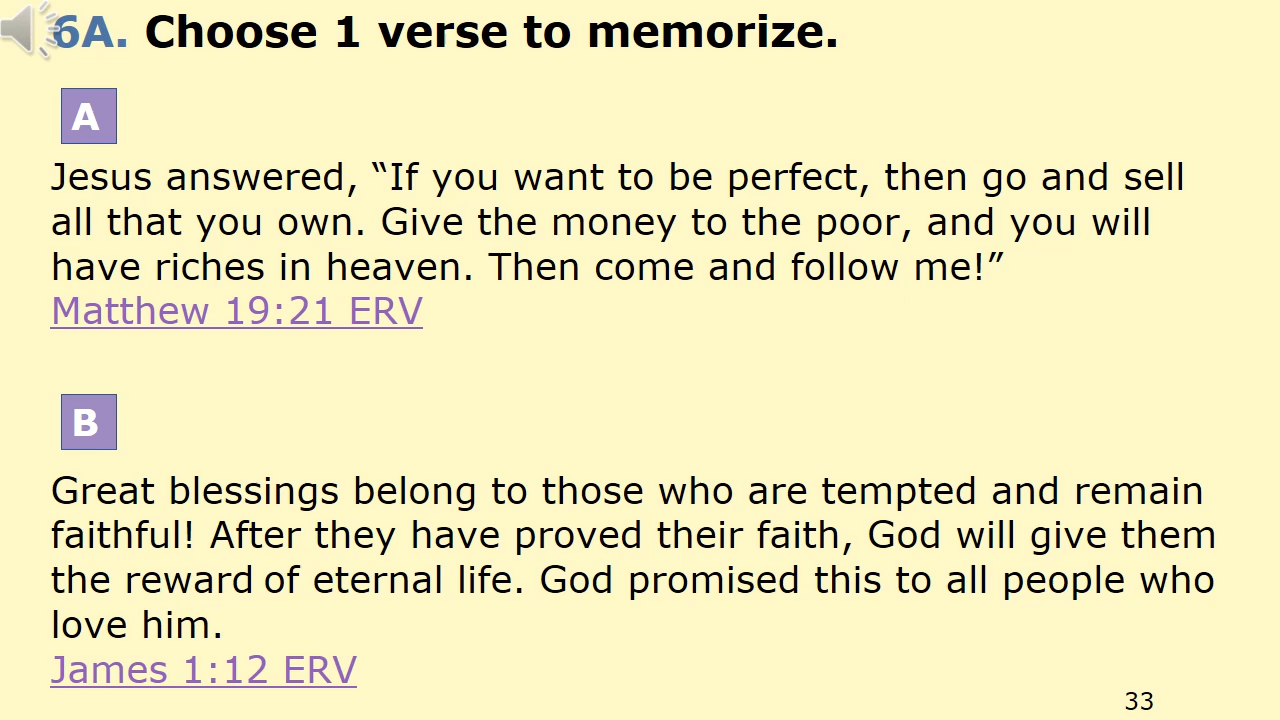 6A. Choose 1 verse to memorize.
A
Jesus answered, “If you want to be perfect, then go and sell
all that you own. Give the money to the poor, and you will
have riches in heaven. Then come and follow me!”
Matthew 19:21 ERV
B
Great blessings belong to those who are tempted and remain
faithful! After they have proved their faith, God will give them
the reward of eternal life. God promised this to all people who
love him.
James 1:12 ERV
33